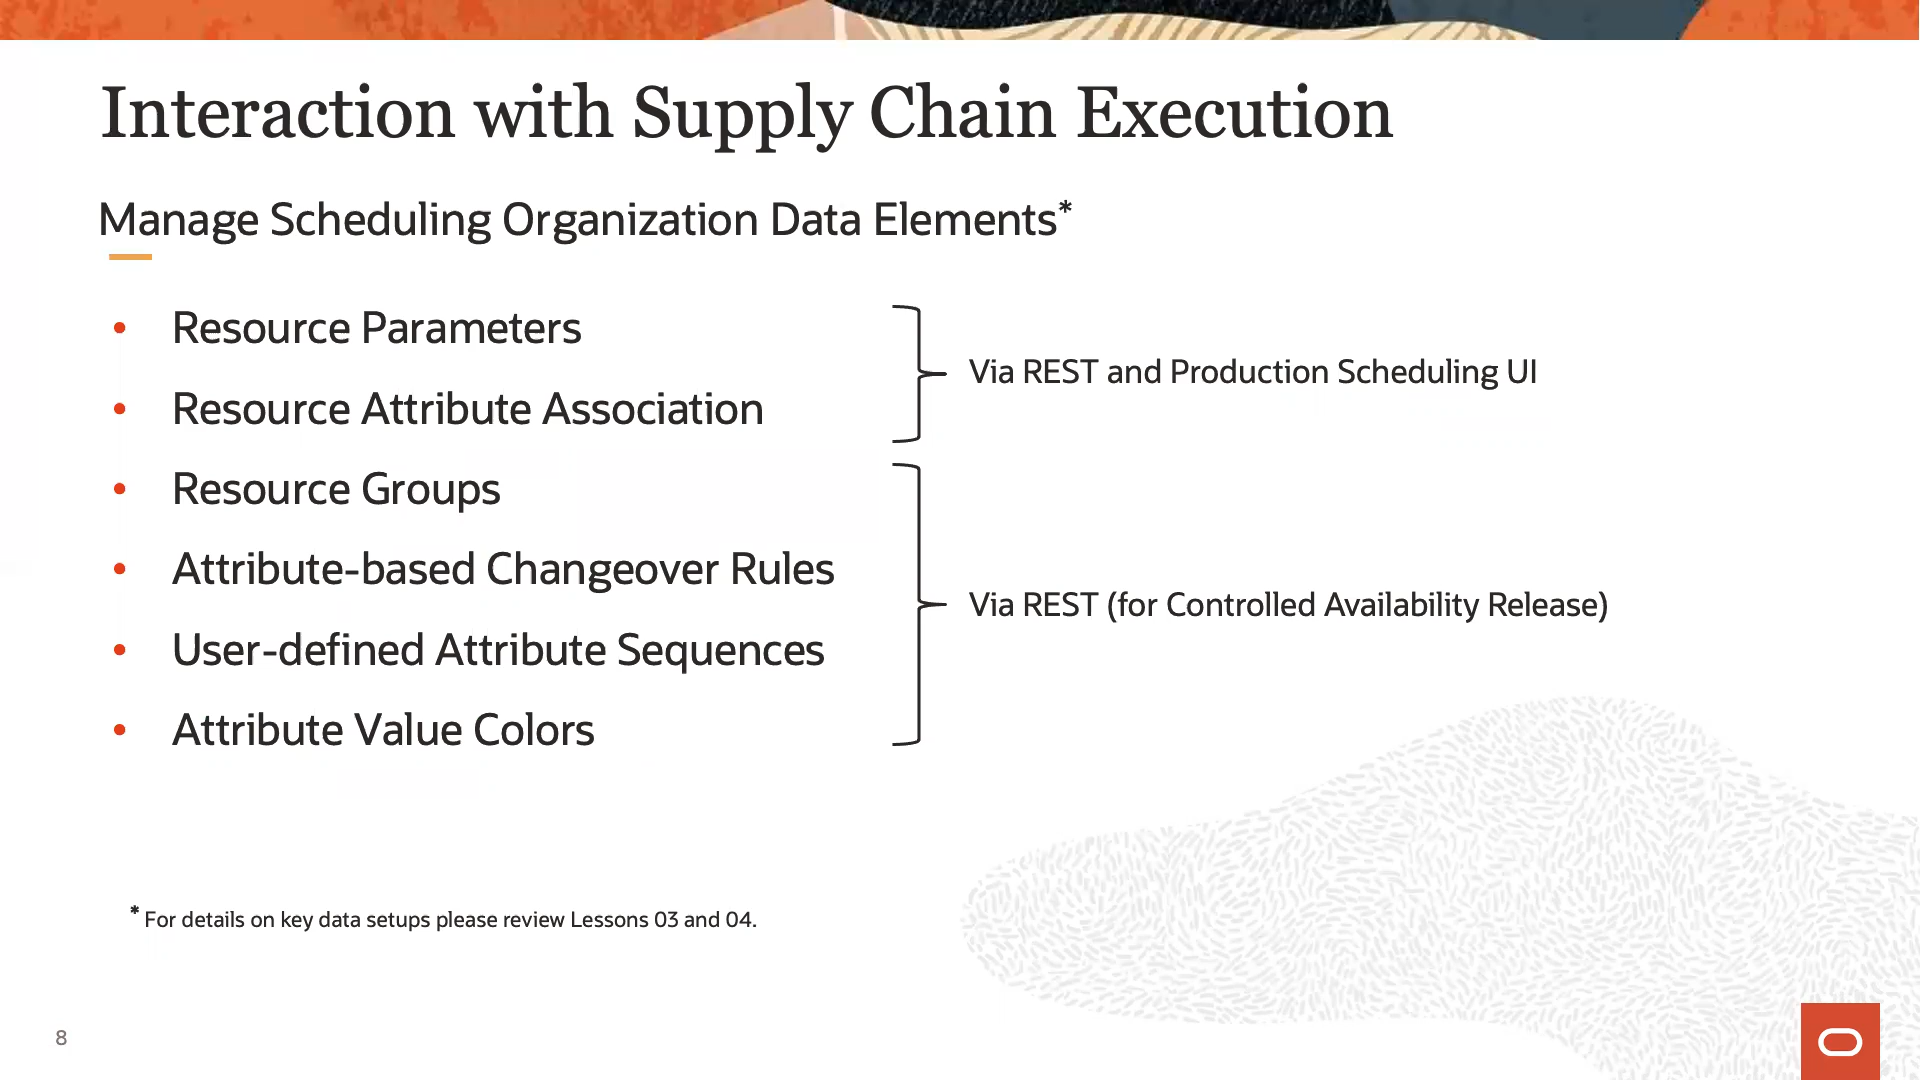 Interaction with Supply Chain Execution
Manage Scheduling Organization Data Elements*
• Resource Parameters
• Resource Attribute Association
Via REST and Production Scheduling UI
• Resource Groups
• Attribute-based Changeover Rules
• User-defined Attribute Sequences
• Attribute Value Colors
Via REST (for Controlled Availability Release)
* For details on key data setups please review Lessons 03 and 04.
8